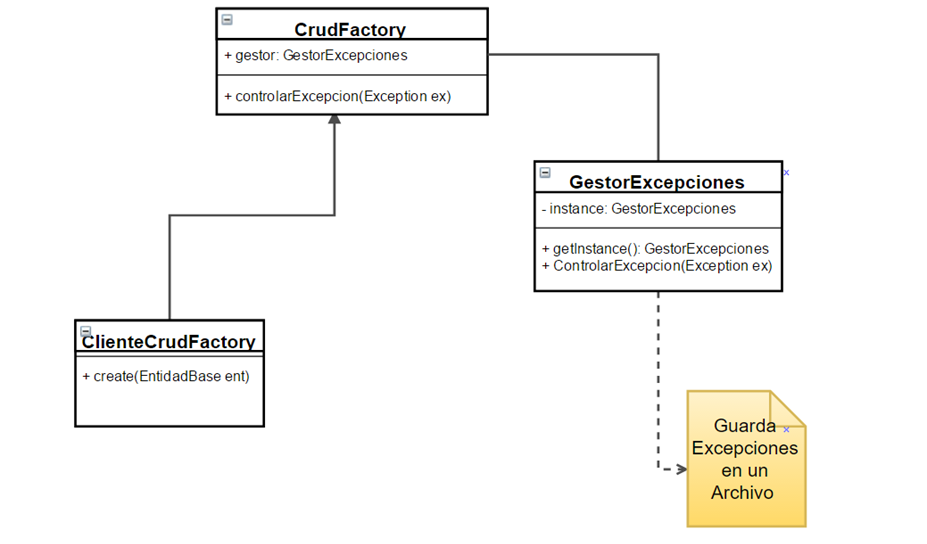 CrudFactory
+ gestor: GestorExcepciones
+ controlarExcepcion(Exception ex)
GestorExcepciones
- instance: GestorExcepciones
+ getInstance(): GestorExcepciones
+ ControlarExcepcion(Exception ex)
ClienteCrudFactory
+ create(EntidadBase ent)
Guarda
Excepciones
en un
Archivo